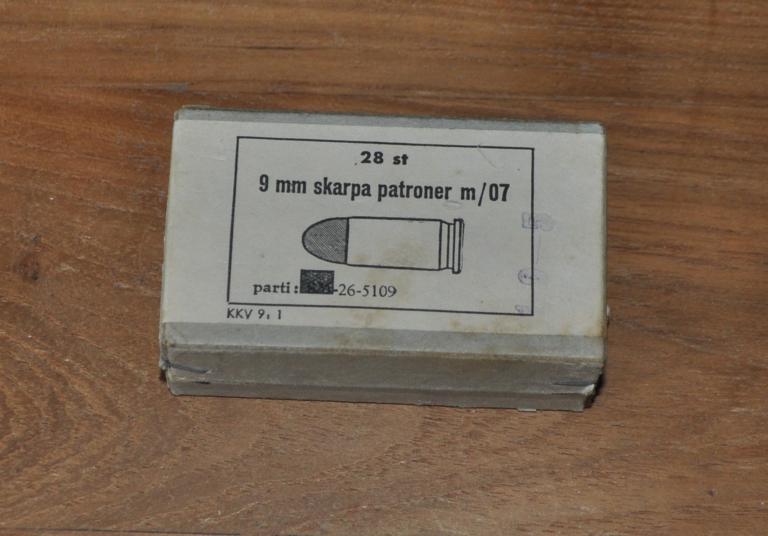 28 st
9 mm skarpa patroner m/07
parti: -26-5109
KKV 9: 1